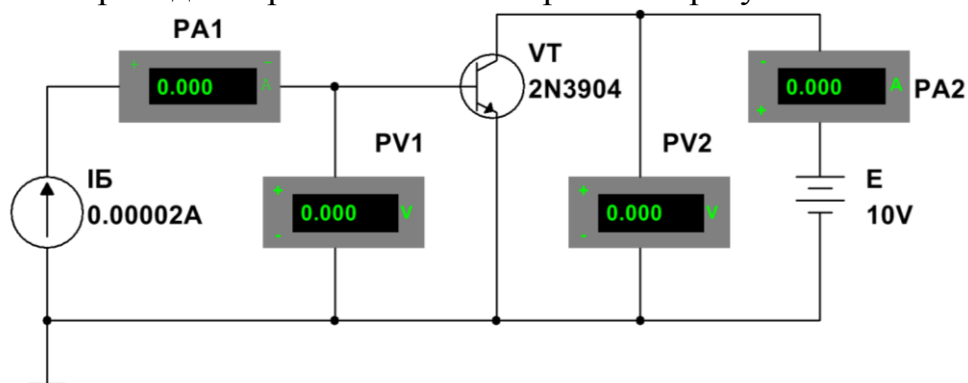 PA1
+
-
0.000
A
VT
2N3904
-
0.000
A
+
PA2
PV1
PV2
IБ
0.00002A
+
0.000
V
-
+
0.000
V
-
E
10V